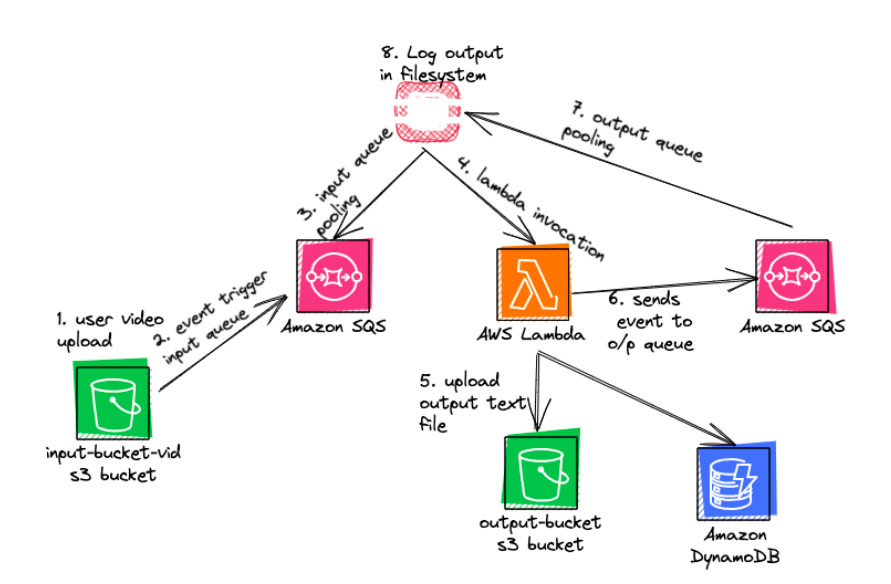 8. Log output
in filesystem
7. output queue
pooling
3. input queue
pooling
4. lambda invocation
1. user video
upload
2. event trigger
input queue
Amazon SQS
AWS Lambda
6. sends
event to
o/p queue
Amazon SQS
5. upload
output text
file
input-bucket-vid
s3 bucket
output-bucket
s3 bucket
Amazon
DynamoDB